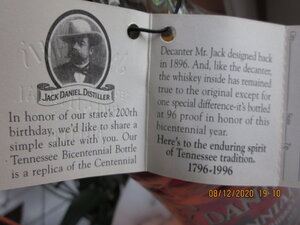 JACK DANIEL DISTILLER
In honor of our state's 200th
birthday, we'd like to share a
simple salute with you. Our
Tennessee Bicentennial Bottle
is a replica of the Centennial
Decanter Mr. Jack designed back
in 1896. And, like the decanter,
the whiskey inside has remained
true to the original except for
one special difference-it's bottled
at 96 proof in honor of this
bicentennial year.
Here's to the enduring spirit
of Tennessee tradition.
1796-1996
08/12/2020 19:10